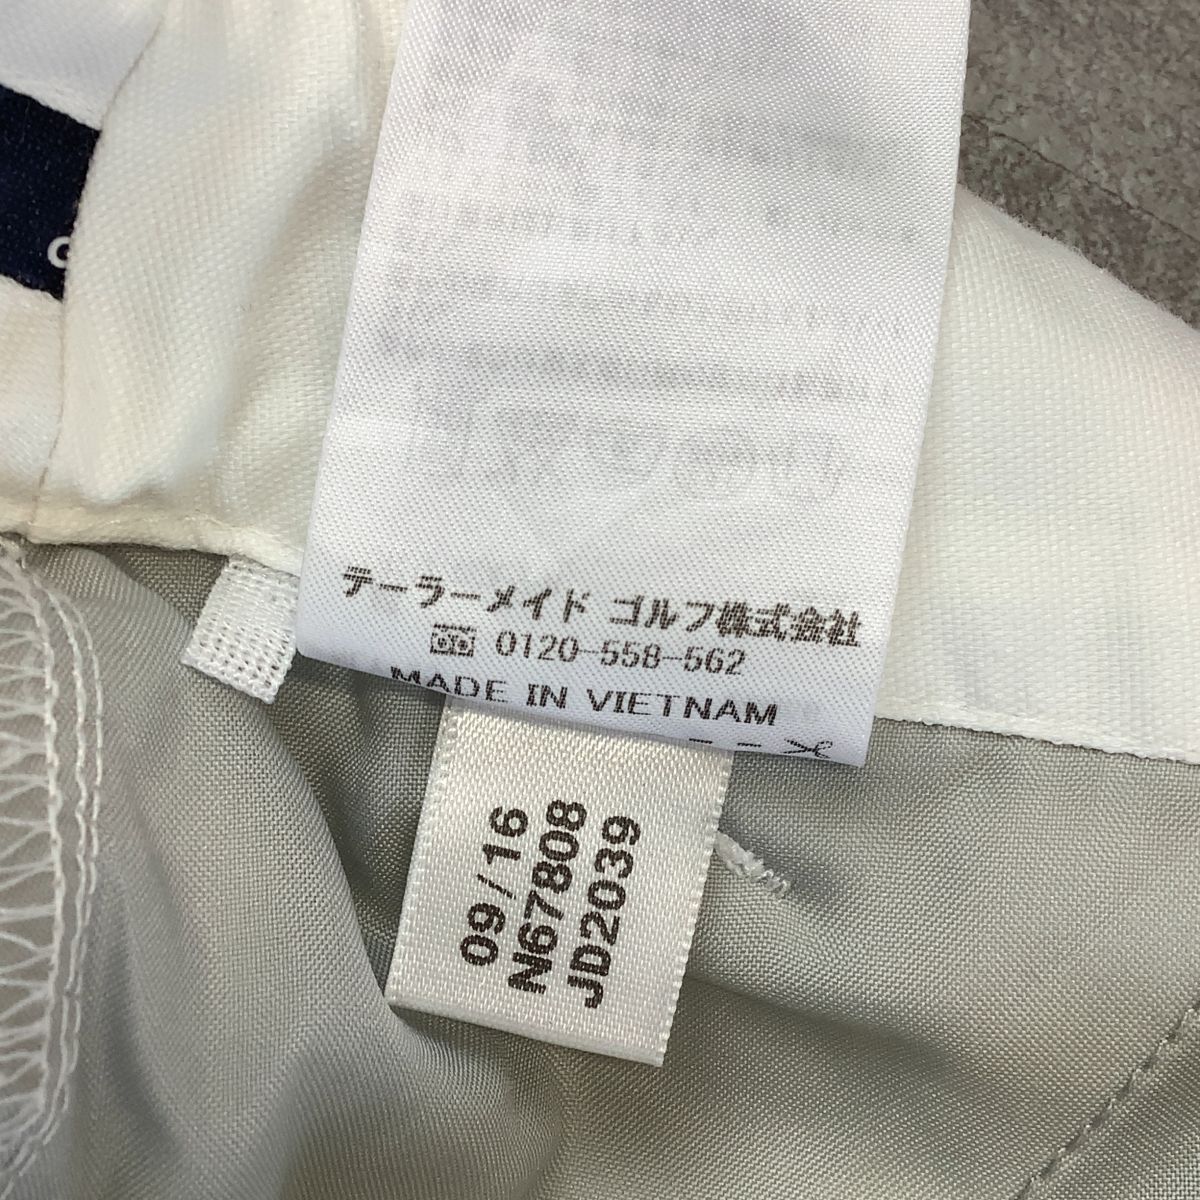 テーラーメイド ゴルフ株式会社
0120-558-562
MADE IN VIETNAM
09/16
N67808
JD2039